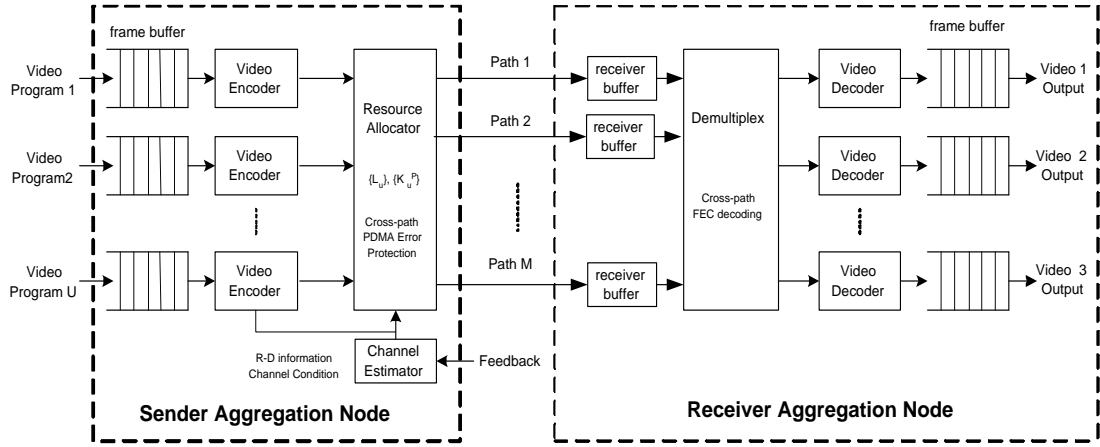 frame buffer
Video
Program 1
Video
Encoder
Video
Program2
Video
Encoder
Video
Program U
Video
Encoder
Resource
Allocator
{L_u}, {K_u^P}
Cross-path
PDMA Error
Protection
R-D information
Channel Condition
Channel
Estimator
Feedback
Sender Aggregation Node
Path 1
Path 2
Path M
receiver
buffer
receiver
buffer
receiver
buffer
Demultiplex
Cross-path
FEC decoding
frame buffer
Video
Decoder
Video 1
Output
Video
Decoder
Video 2
Output
Video
Decoder
Video 3
Output
Receiver Aggregation Node